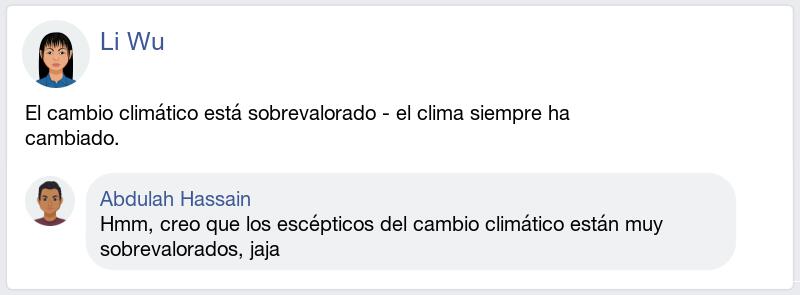 Li Wu
El cambio climático está sobrevalorado - el clima siempre ha
cambiado.
Abdulah Hassain
Hmm, creo que los escépticos del cambio climático están muy
sobrevalorados, jaja